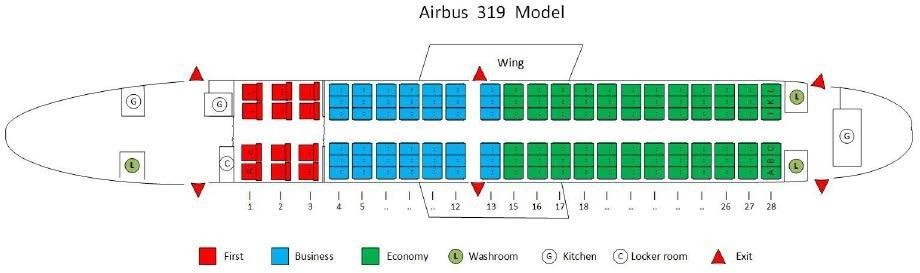 Airbus 319 Model
Wing
G
G
L
L
K
J
L
C
C
B
A
G
L
L
1 2 3 4 5 .. .. .. 12 13 15 16 17 18 .. .. .. .. .. 26 27 28
First Business Economy L Washroom G Kitchen C Locker room Exit